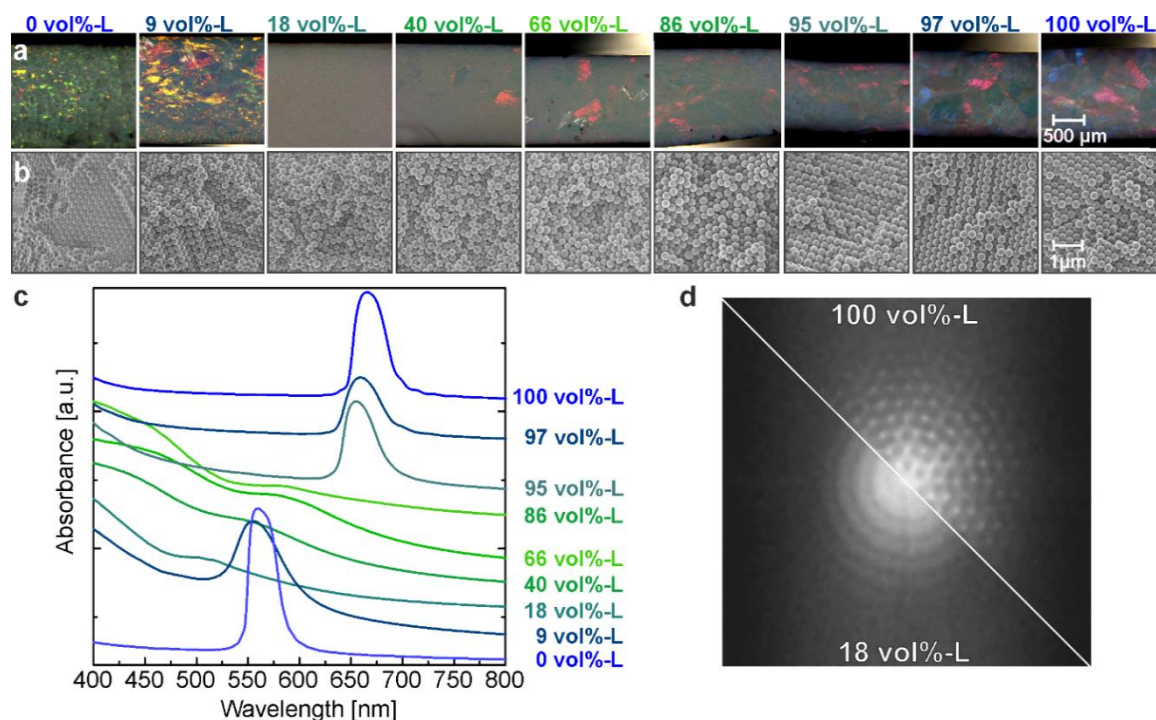 0 vol%-L 9 vol%-L 18 vol%-L 40 vol%-L 66 vol%-L 86 vol%-L 95 vol%-L 97 vol%-L 100 vol%-L
a
500 µm
b
1µm
c
Absorbance [a.u.]
100 vol%-L
97 vol%-L
95 vol%-L
86 vol%-L
66 vol%-L
40 vol%-L
18 vol%-L
9 vol%-L
0 vol%-L
400 450 500 550 600 650 700 750 800
Wavelength [nm]
d
100 vol%-L
18 vol%-L